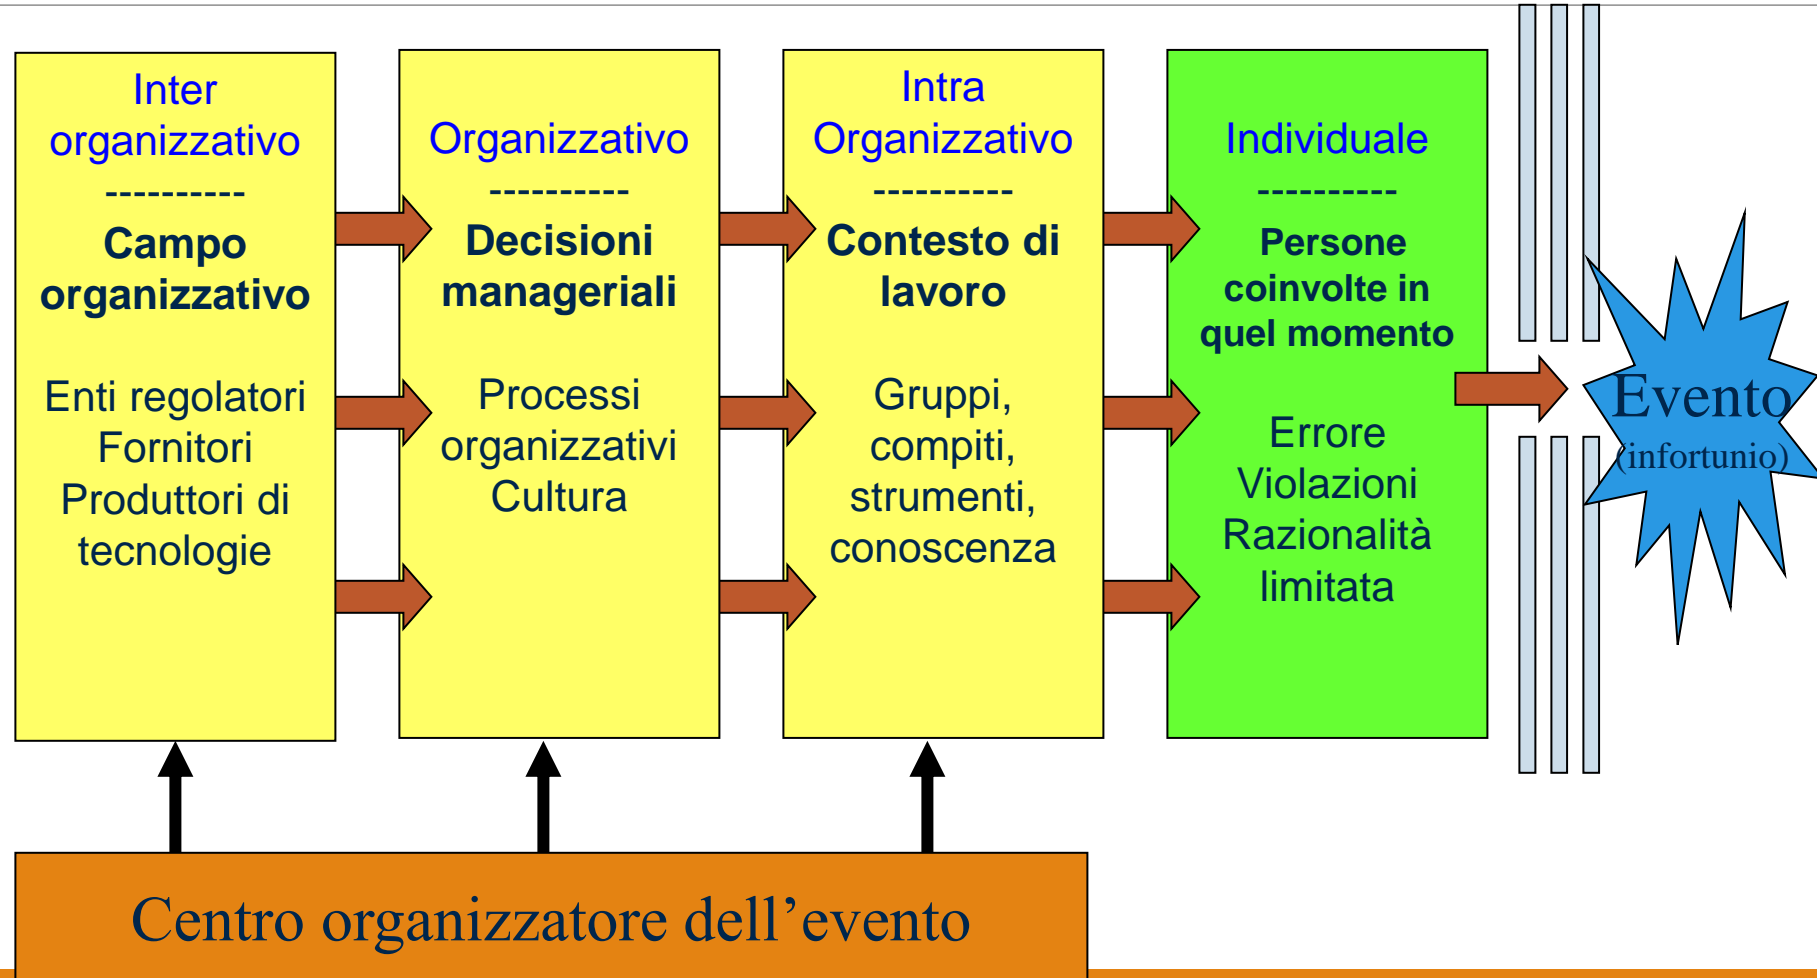 Inter
organizzativo
----------
Campo
organizzativo
Enti regolatori
Fornitori
Produttori di
tecnologie
Organizzativo
----------
Decisioni
manageriali
Processi
organizzativi
Cultura
Intra
Organizzativo
----------
Contesto di
lavoro
Gruppi,
compiti,
strumenti,
conoscenza
Individuale
----------
Persone
coinvolte in
quel momento
Errore
Violazioni
Razionalità
limitata
Evento
(infortunio)
Centro organizzatore dell’evento